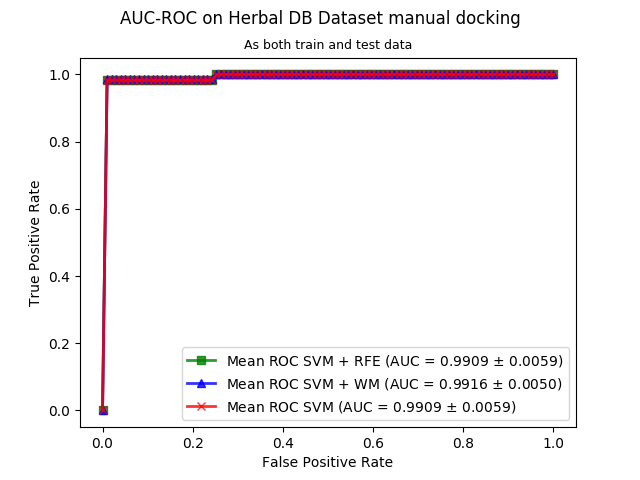 AUC-ROC on Herbal DB Dataset manual docking
As both train and test data
1.0
0.8
0.6
0.4
0.2
0.0
True Positive Rate
Mean ROC SVM + RFE (AUC = 0.9909 ± 0.0059)
Mean ROC SVM + WM (AUC = 0.9916 ± 0.0050)
Mean ROC SVM (AUC = 0.9909 ± 0.0059)
0.0 0.2 0.4 0.6 0.8 1.0
False Positive Rate